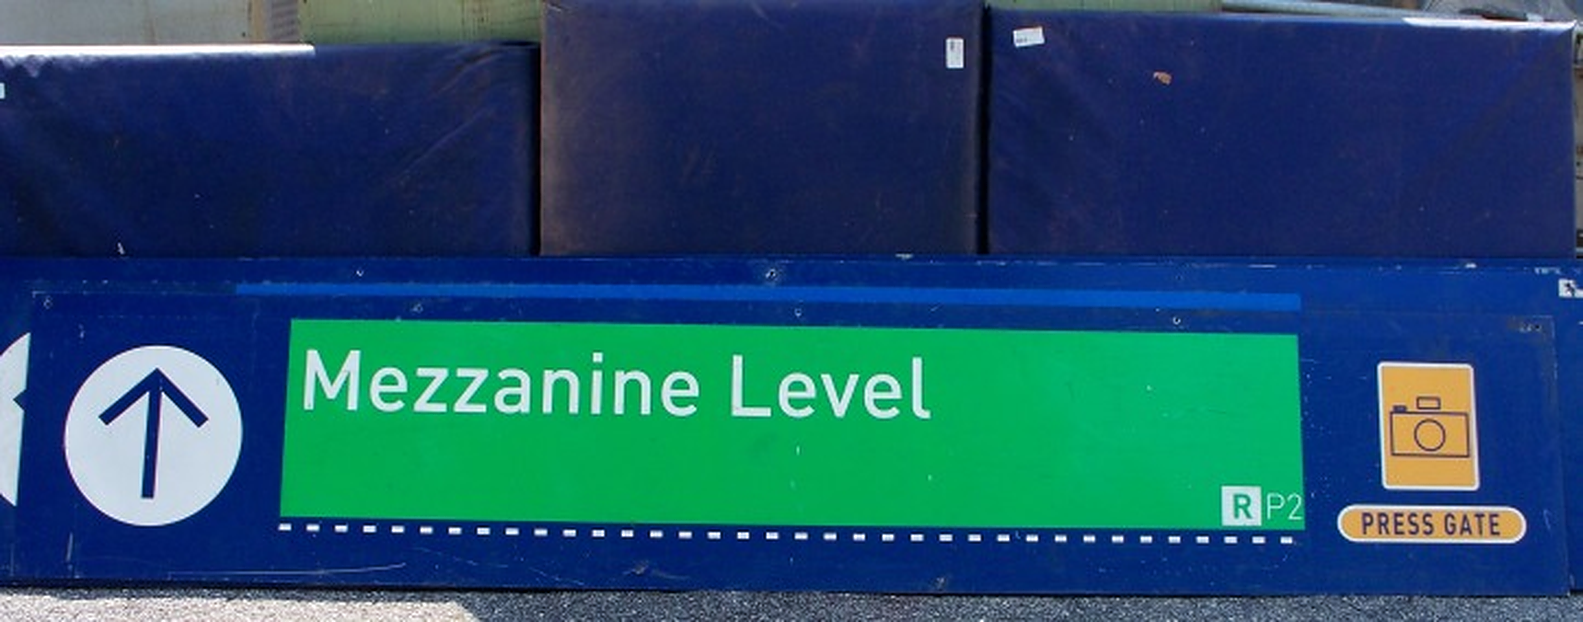 Mezzanine Level
R P2
PRESS GATE